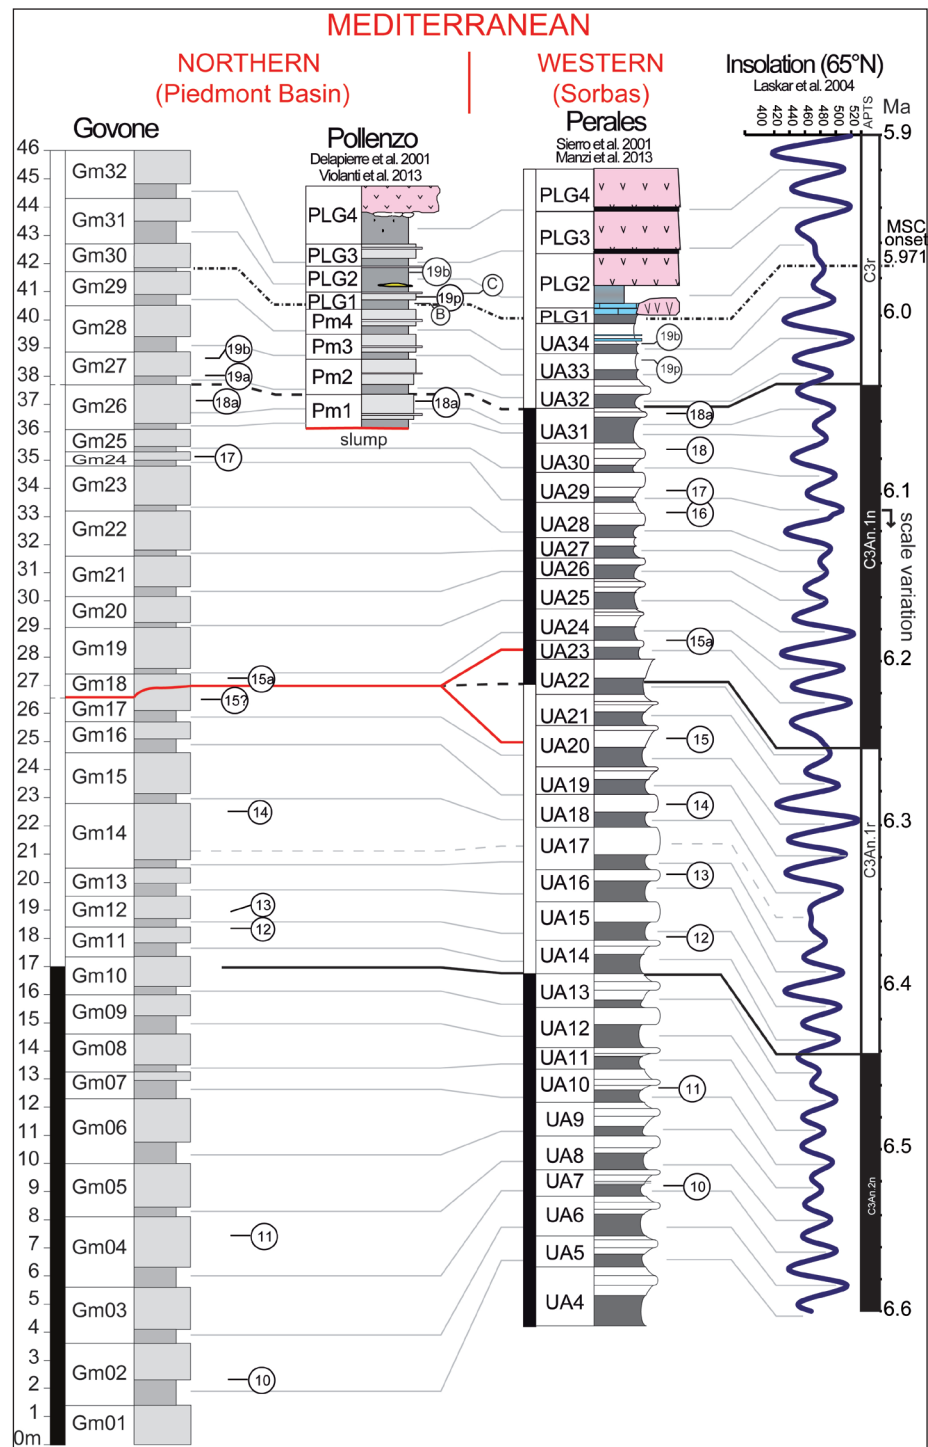 MEDITERRANEAN
NORTHERN
(Piedmont Basin)
WESTERN
(Sorbas)
Insolation (65°N)
Laskar et al. 2004
400 420 440 460 480 500 520
APTS
Ma
Govone
Pollenzo
Delapierre et al. 2001
Violanti et al. 2013
Perales
Sierro et al. 2001
Manzi et al. 2013
46
45
44
43
42
41
40
39
38
37
36
35
34
33
32
31
30
29
28
27
26
25
24
23
22
21
20
19
18
17
16
15
14
13
12
11
10
9
8
7
6
5
4
3
2
1
0m
Gm32
Gm31
Gm30
Gm29
Gm28
Gm27
Gm26
Gm25
Gm24
Gm23
Gm22
Gm21
Gm20
Gm19
Gm18
Gm17
Gm16
Gm15
Gm14
Gm13
Gm12
Gm11
Gm10
Gm09
Gm08
Gm07
Gm06
Gm05
Gm04
Gm03
Gm02
Gm01
19b
19a
18a
17
15a
15?
14
13
12
11
10
PLG4
PLG3
PLG2
PLG1
Pm4
Pm3
Pm2
Pm1
slump
19b
C
19p
B
18a
PLG4
PLG3
PLG2
PLG1
UA34
UA33
UA32
UA31
UA30
UA29
UA28
UA27
UA26
UA25
UA24
UA23
UA22
UA21
UA20
UA19
UA18
UA17
UA16
UA15
UA14
UA13
UA12
UA11
UA10
UA9
UA8
UA7
UA6
UA5
UA4
19b
19p
18a
18
17
16
15a
15
14
13
12
11
10
5.9
MSC
onset
5.971
6.0
6.1
scale variation
6.2
6.3
6.4
6.5
6.6
C3r
C3An.1n
C3An.1r
C3An.2n